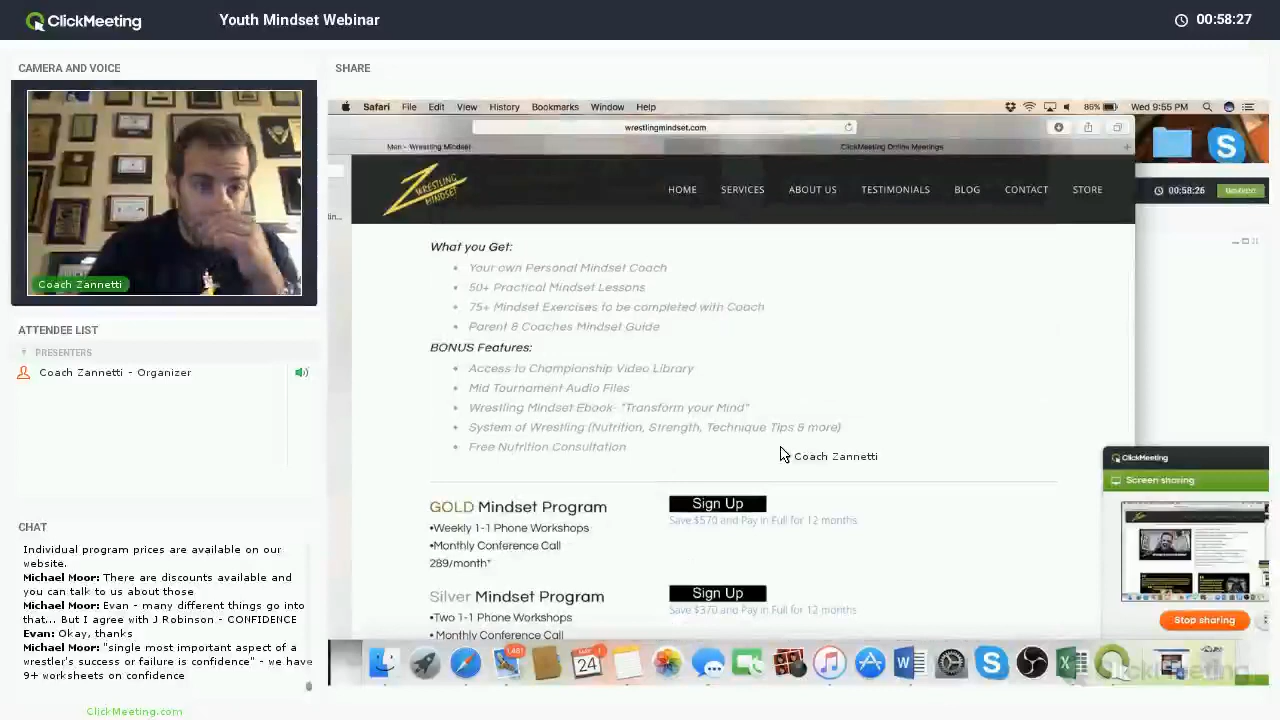 ClickMeeting
Youth Mindset Webinar
00:58:27
CAMERA AND VOICE
Coach Zannetti
ATTENDEE LIST
PRESENTERS
Coach Zannetti - Organizer
CHAT
Individual program prices are available on our
website.
Michael Moor: There are discounts available and
you can talk to us about those
Michael Moor: Evan - many different things go into
that... But I agree with J Robinson - CONFIDENCE
Evan: Okay, thanks
Michael Moor: "single most important aspect of a
wrestler's success or failure is confidence" - we have
9+ worksheets on confidence
ClickMeeting.com
SHARE
Safari File Edit View History Bookmarks Window Help
86% Wed 9:55 PM
wrestlingmindset.com
Men - Wrestling Mindset
ClickMeeting Online Meetings
WRESTLING
MINDSET
HOME SERVICES ABOUT US TESTIMONIALS BLOG CONTACT STORE
00:58:26
What you Get:
• Your own Personal Mindset Coach
• 50+ Practical Mindset Lessons
• 75+ Mindset Exercises to be completed with Coach
• Parent & Coaches Mindset Guide
BONUS Features:
• Access to Championship Video Library
• Mid Tournament Audio Files
• Wrestling Mindset Ebook- "Transform your Mind"
• System of Wrestling (Nutrition, Strength, Technique Tips & more)
• Free Nutrition Consultation
Coach Zannetti
GOLD Mindset Program
Sign Up
Save $570 and Pay in Full for 12 months
•Weekly 1-1 Phone Workshops
•Monthly Conference Call
289/month*
Silver Mindset Program
Sign Up
Save $370 and Pay in Full for 12 months
•Two 1-1 Phone Workshops
• Monthly Conference Call
ClickMeeting
Screen sharing
Stop sharing
24
ClickMeeting